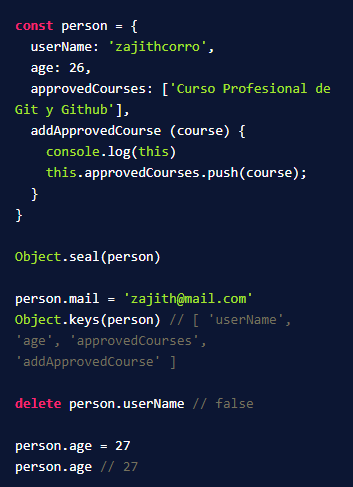 const person = {
  userName: 'zajithcorro',
  age: 26,
  approvedCourses: ['Curso Profesional de
Git y Github'],
  addApprovedCourse (course) {
    console.log(this)
    this.approvedCourses.push(course);
  }
}

Object.seal(person)

person.mail = 'zajith@mail.com'
Object.keys(person) // [ 'userName',
'age', 'approvedCourses',
'addApprovedCourse' ]

delete person.userName // false

person.age = 27
person.age // 27